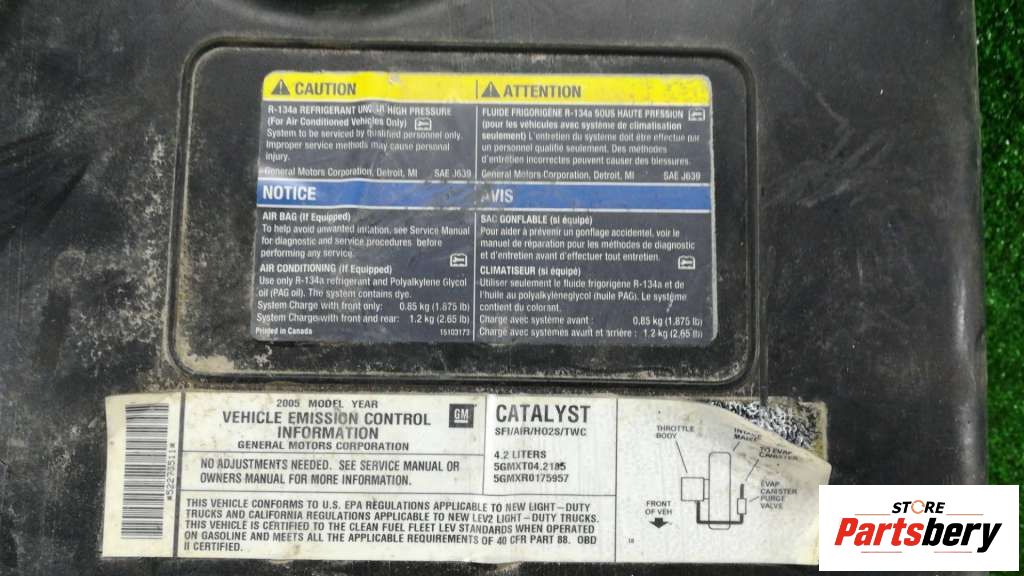 CAUTION
R-134a REFRIGERANT UNDER HIGH PRESSURE
(For Air Conditioned Vehicles Only)
System to be serviced by qualified personnel only.
Improper service methods may cause personal
injury.
General Motors Corporation, Detroit, MI SAE J639
ATTENTION
FLUIDE FRIGORIGÈNE R-134a SOUS HAUTE PRESSION
(pour les véhicules avec système de climatisation
seulement) L'entretien du système doit être effectué par
un personnel qualifié seulement. Des méthodes
d'entretien incorrectes peuvent causer des blessures.
General Motors Corporation, Detroit, MI SAE J639
NOTICE
AIR BAG (If Equipped)
To help avoid unwanted inflation, see Service Manual
for diagnostic and service procedures before
performing any service.
AIR CONDITIONING (If Equipped)
Use only R-134a refrigerant and Polyalkylene Glycol
oil (PAG oil). The system contains dye.
System Charge with front only: 0.85 kg (1.875 lb)
System Charge with front and rear: 1.2 kg (2.65 lb)
Printed in Canada 15103173
AVIS
SAC GONFLABLE (si équipé)
Pour aider à prévenir un gonflage accidentel, voir le
manuel de réparation pour les méthodes de diagnostic
et d'entretien avant d'effectuer tout entretien.
CLIMATISEUR (si équipé)
Utiliser seulement le fluide frigorigène R-134a et de
l'huile au polyalkylèneglycol (huile PAG). Le système
contient du colorant.
Charge avec système avant : 0.85 kg (1.875 lb)
Charge avec systèmes avant et arrière : 1.2 kg (2.65 lb)
2005 MODEL YEAR
VEHICLE EMISSION CONTROL
INFORMATION
GENERAL MOTORS CORPORATION
GM
NO ADJUSTMENTS NEEDED. SEE SERVICE MANUAL OR
OWNERS MANUAL FOR MORE INFORMATION.
CATALYST
SFI/AIR/HO2S/TWC
4.2 LITERS
5GMXT04.2185
5GMXR0175957
THIS VEHICLE CONFORMS TO U.S. EPA REGULATIONS APPLICABLE TO NEW LIGHT-DUTY
TRUCKS AND CALIFORNIA REGULATIONS APPLICABLE TO NEW LEV2 LIGHT-DUTY TRUCKS.
THIS VEHICLE IS CERTIFIED TO THE CLEAN FUEL FLEET LEV STANDARDS WHEN OPERATED
ON GASOLINE AND MEETS ALL THE APPLICABLE REQUIREMENTS OF 40 CFR PART 88. OBD
II CERTIFIED.
THROTTLE
BODY
TO EVAP
CANISTER
EVAP
CANISTER
PURGE
VALVE
FRONT
OF VEH
STORE
Partsbery